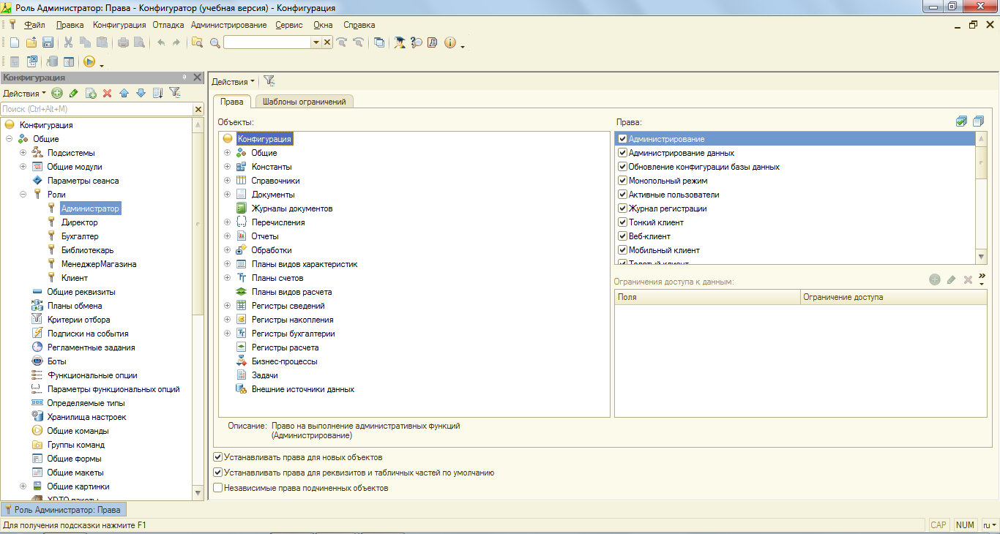 Роль Администратор: Права - Конфигуратор (учебная версия) - Конфигурация
Файл Правка Конфигурация Отладка Администрирование Сервис Окна Справка
Конфигурация
Действия
Поиск (Ctrl+Alt+M)
Конфигурация
Общие
Подсистемы
Общие модули
Параметры сеанса
Роли
Администратор
Директор
Бухгалтер
Библиотекарь
МенеджерМагазина
Клиент
Общие реквизиты
Планы обмена
Критерии отбора
Подписки на события
Регламентные задания
Боты
Функциональные опции
Параметры функциональных опций
Определяемые типы
Хранилища настроек
Общие команды
Группы команд
Общие формы
Общие макеты
Общие картинки
XDTO-пакеты
Действия
Права Шаблоны ограничений
Объекты:
Конфигурация
Общие
Константы
Справочники
Документы
Журналы документов
Перечисления
Отчеты
Обработки
Планы видов характеристик
Планы счетов
Планы видов расчета
Регистры сведений
Регистры накопления
Регистры бухгалтерии
Регистры расчета
Бизнес-процессы
Задачи
Внешние источники данных
Права:
Администрирование
Администрирование данных
Обновление конфигурации базы данных
Монопольный режим
Активные пользователи
Журнал регистрации
Тонкий клиент
Веб-клиент
Мобильный клиент
Толстый клиент
Ограничения доступа к данным:
Поля Ограничение доступа
Описание: Право на выполнение административных функций
(Администрирование)
Устанавливать права для новых объектов
Устанавливать права для реквизитов и табличных частей по умолчанию
Независимые права подчиненных объектов
Роль Администратор: Права
Для получения подсказки нажмите F1
CAP NUM ru